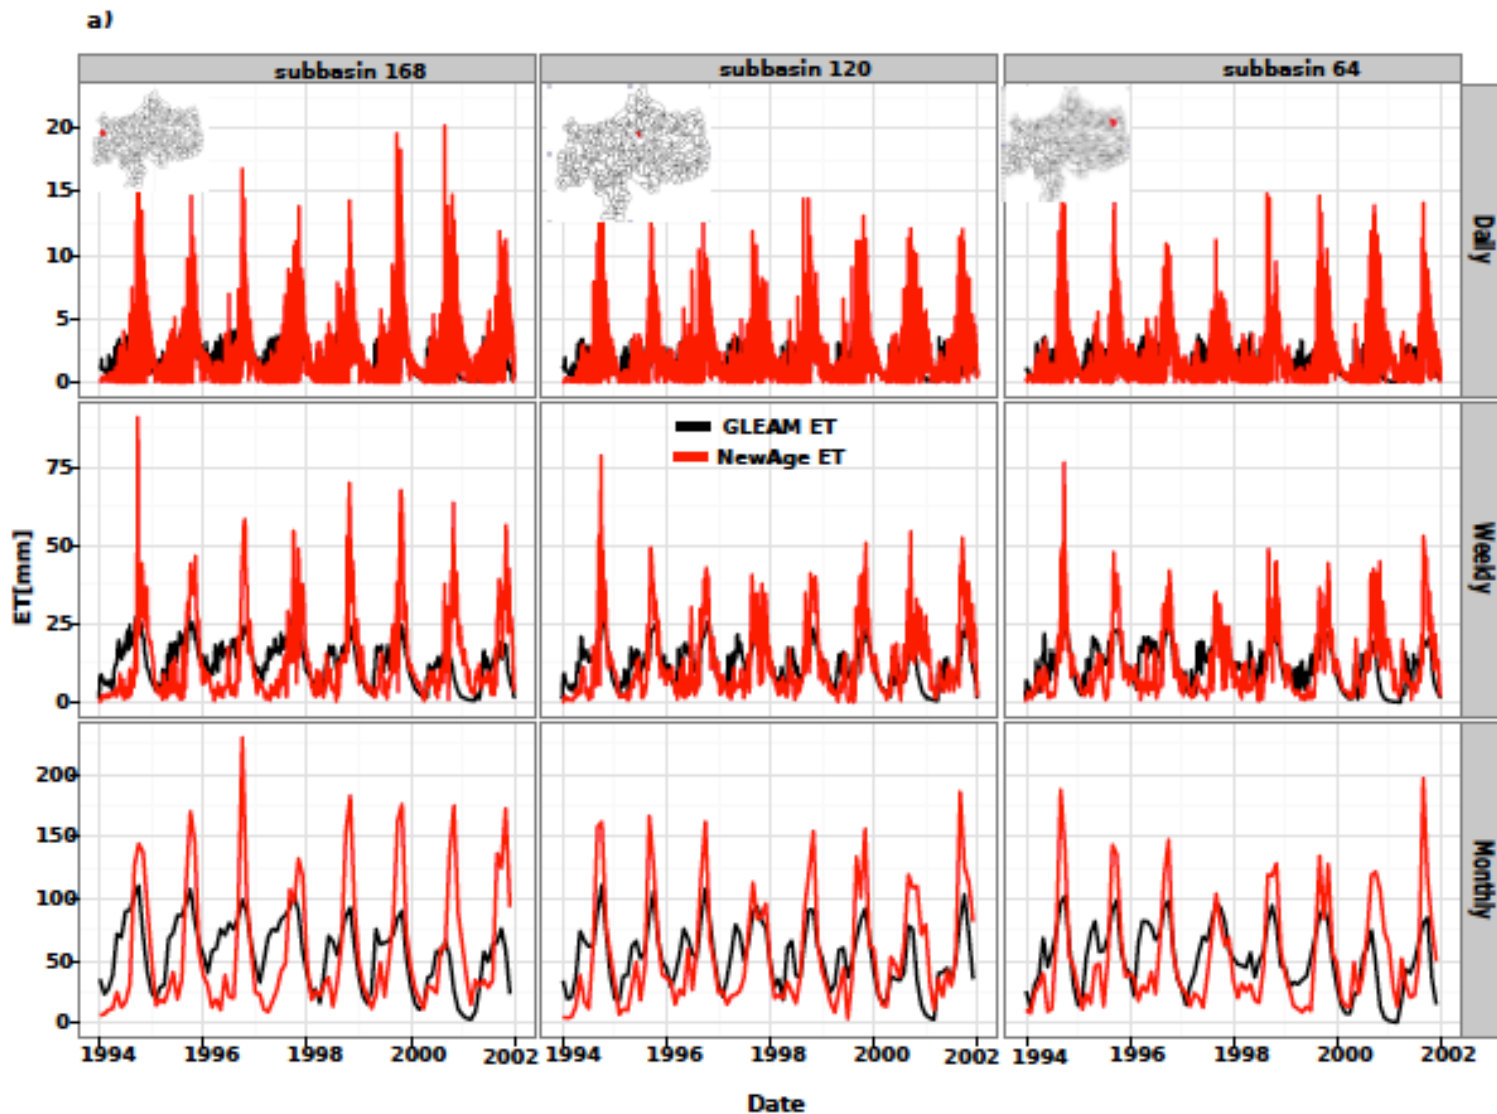 a)
subbasin 168 subbasin 120 subbasin 64
20
15
10
5
0
Daily
GLEAM ET
NewAge ET
75
50
25
0
Weekly
ET[mm]
200
150
100
50
0
Monthly
1994 1996 1998 2000 2002 1994 1996 1998 2000 2002 1994 1996 1998 2000 2002
Date